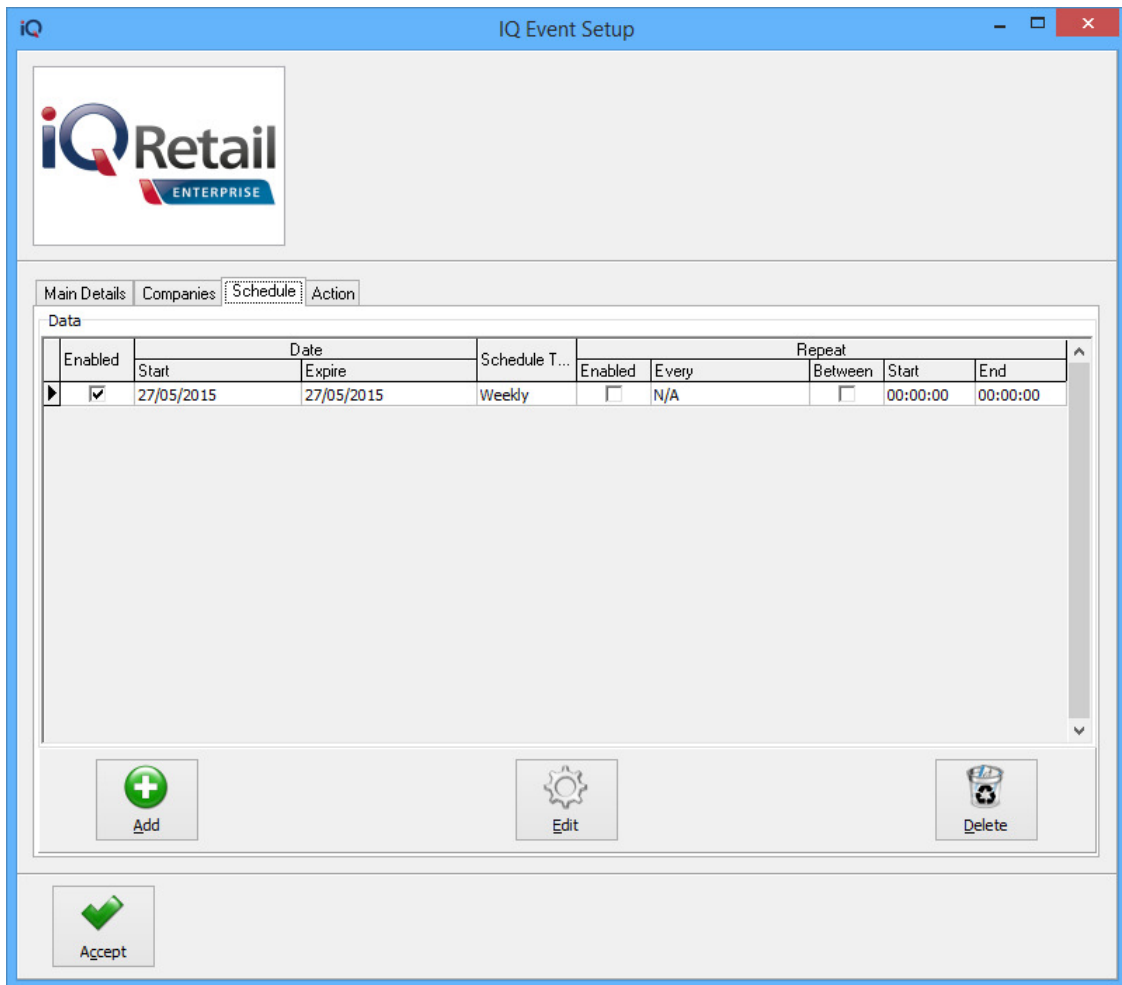 iQ IQ Event Setup
iQ Retail
ENTERPRISE
Main Details Companies Schedule Action
Data
Enabled Date Schedule T... Repeat
Start Expire Enabled Every Between Start End
27/05/2015 27/05/2015 Weekly N/A 00:00:00 00:00:00
Add Edit Delete
Accept